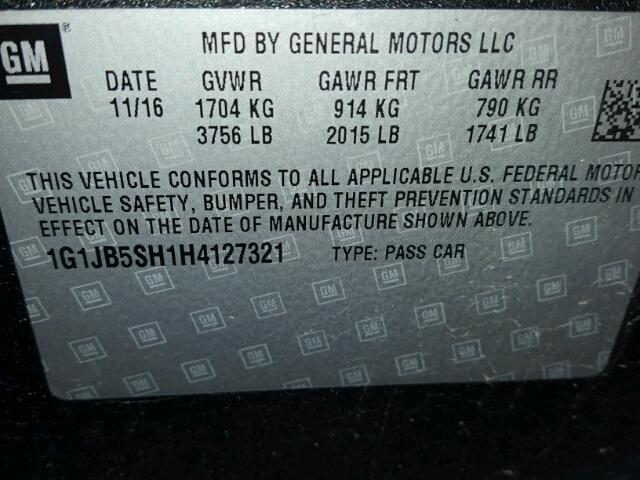 GM ®
MFD BY GENERAL MOTORS LLC
DATE GVWR GAWR FRT GAWR RR
11/16 1704 KG 914 KG 790 KG
3756 LB 2015 LB 1741 LB
THIS VEHICLE CONFORMS TO ALL APPLICABLE U.S. FEDERAL MOTOR
VEHICLE SAFETY, BUMPER, AND THEFT PREVENTION STANDARDS IN
EFFECT ON THE DATE OF MANUFACTURE SHOWN ABOVE.
1G1JB5SH1H4127321 TYPE: PASS CAR